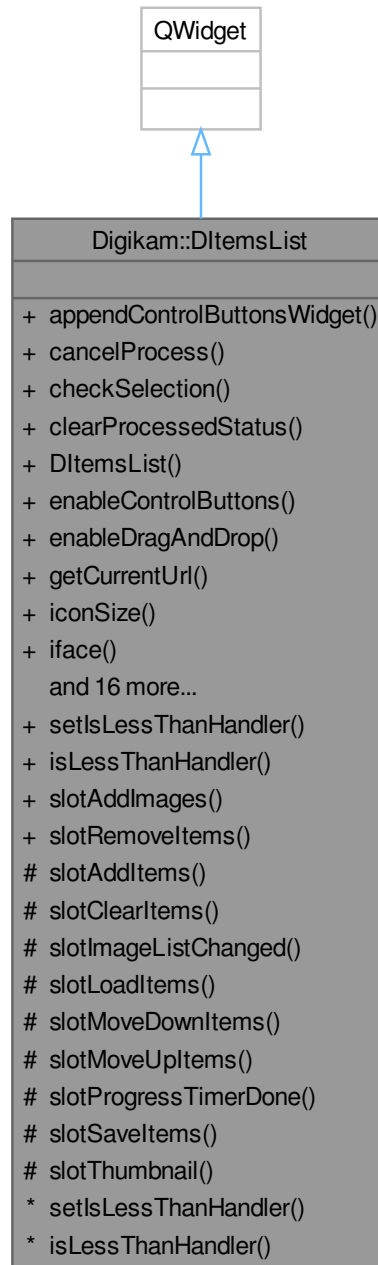 QWidget
Digikam::DItemsList
+ appendControlButtonsWidget()
+ cancelProcess()
+ checkSelection()
+ clearProcessedStatus()
+ DItemsList()
+ enableControlButtons()
+ enableDragAndDrop()
+ getCurrentUrl()
+ iconSize()
+ iface()
and 16 more...
+ setIsLessThanHandler()
+ isLessThanHandler()
+ slotAddImages()
+ slotRemoveItems()
# slotAddItems()
# slotClearItems()
# slotImageListChanged()
# slotLoadItems()
# slotMoveDownItems()
# slotMoveUpItems()
# slotProgressTimerDone()
# slotSaveItems()
# slotThumbnail()
* setIsLessThanHandler()
* isLessThanHandler()